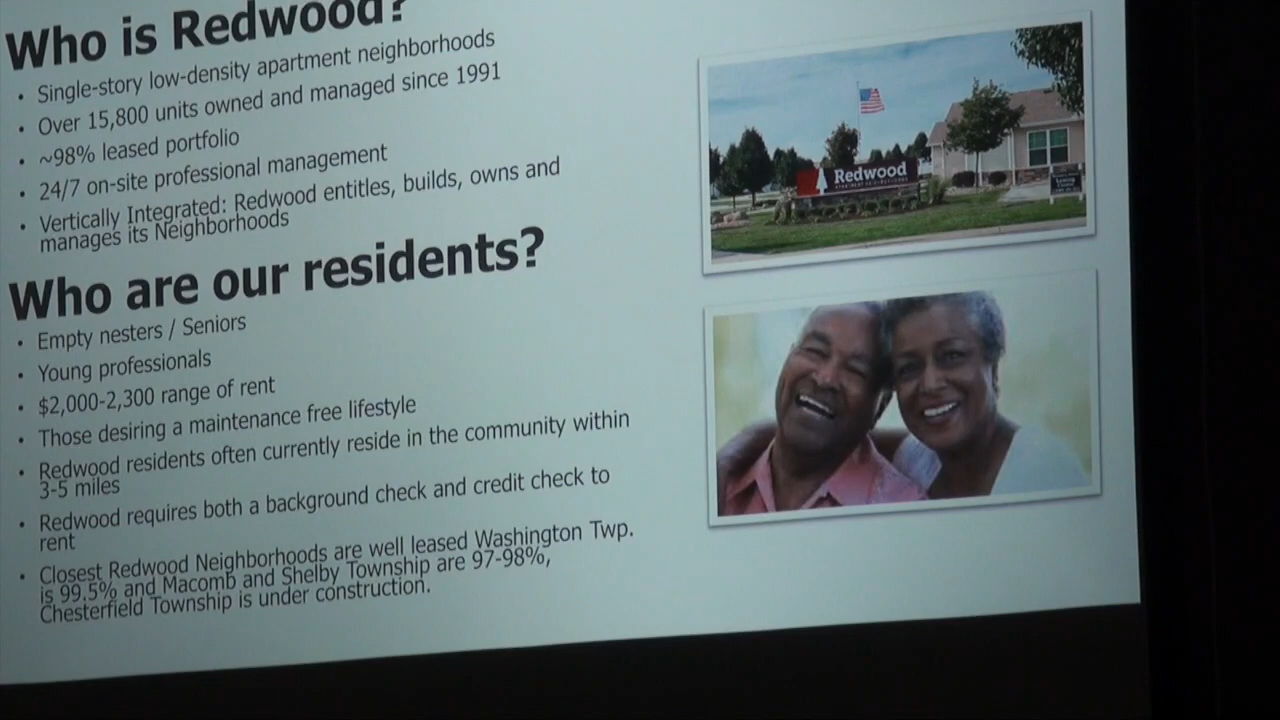 Who is Redwood?
• Single-story low-density apartment neighborhoods
• Over 15,800 units owned and managed since 1991
• ~98% leased portfolio
• 24/7 on-site professional management
• Vertically Integrated: Redwood entitles, builds, owns and
manages its Neighborhoods
Who are our residents?
• Empty nesters / Seniors
• Young professionals
• $2,000-2,300 range of rent
• Those desiring a maintenance free lifestyle
• Redwood residents often currently reside in the community within
3-5 miles
• Redwood requires both a background check and credit check to
rent
• Closest Redwood Neighborhoods are well leased Washington Twp.
is 99.5% and Macomb and Shelby Township are 97-98%,
Chesterfield Township is under construction.
Redwood